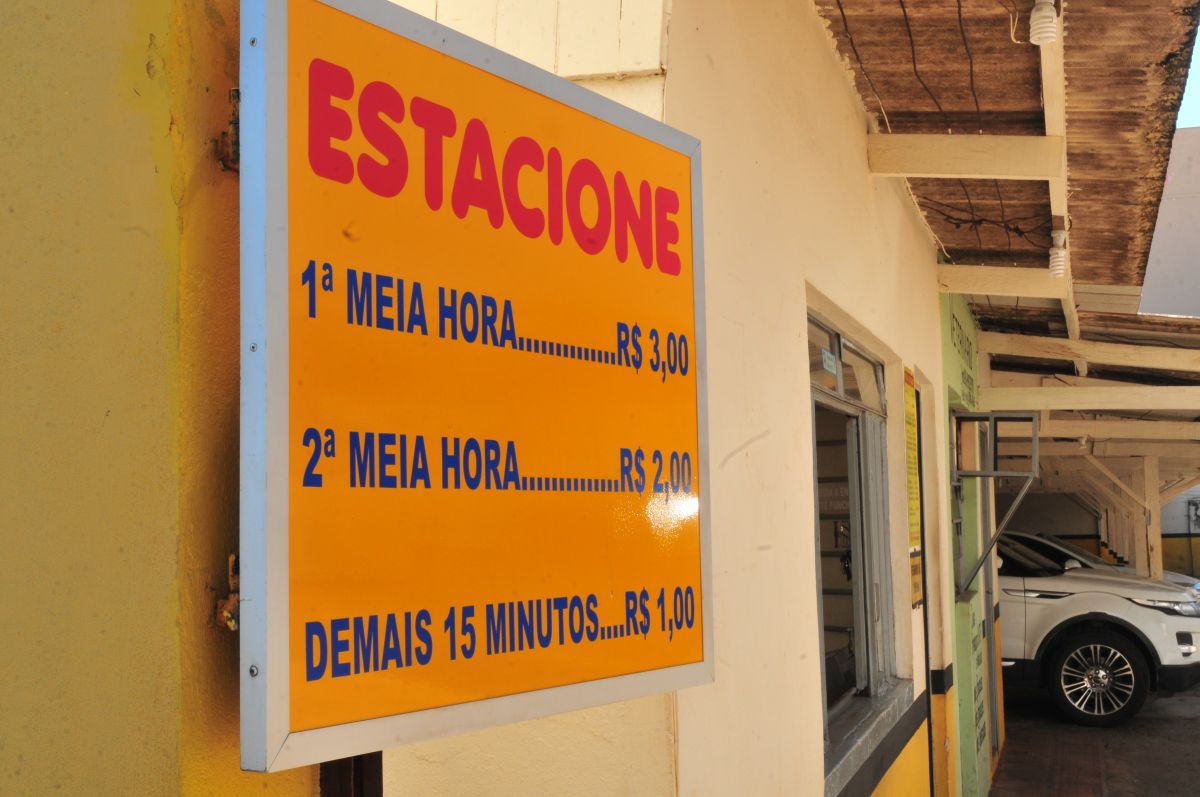 ESTACIONE
1ª MEIA HORA.............R$ 3,00
2ª MEIA HORA.............R$ 2,00
DEMAIS 15 MINUTOS....R$ 1,00